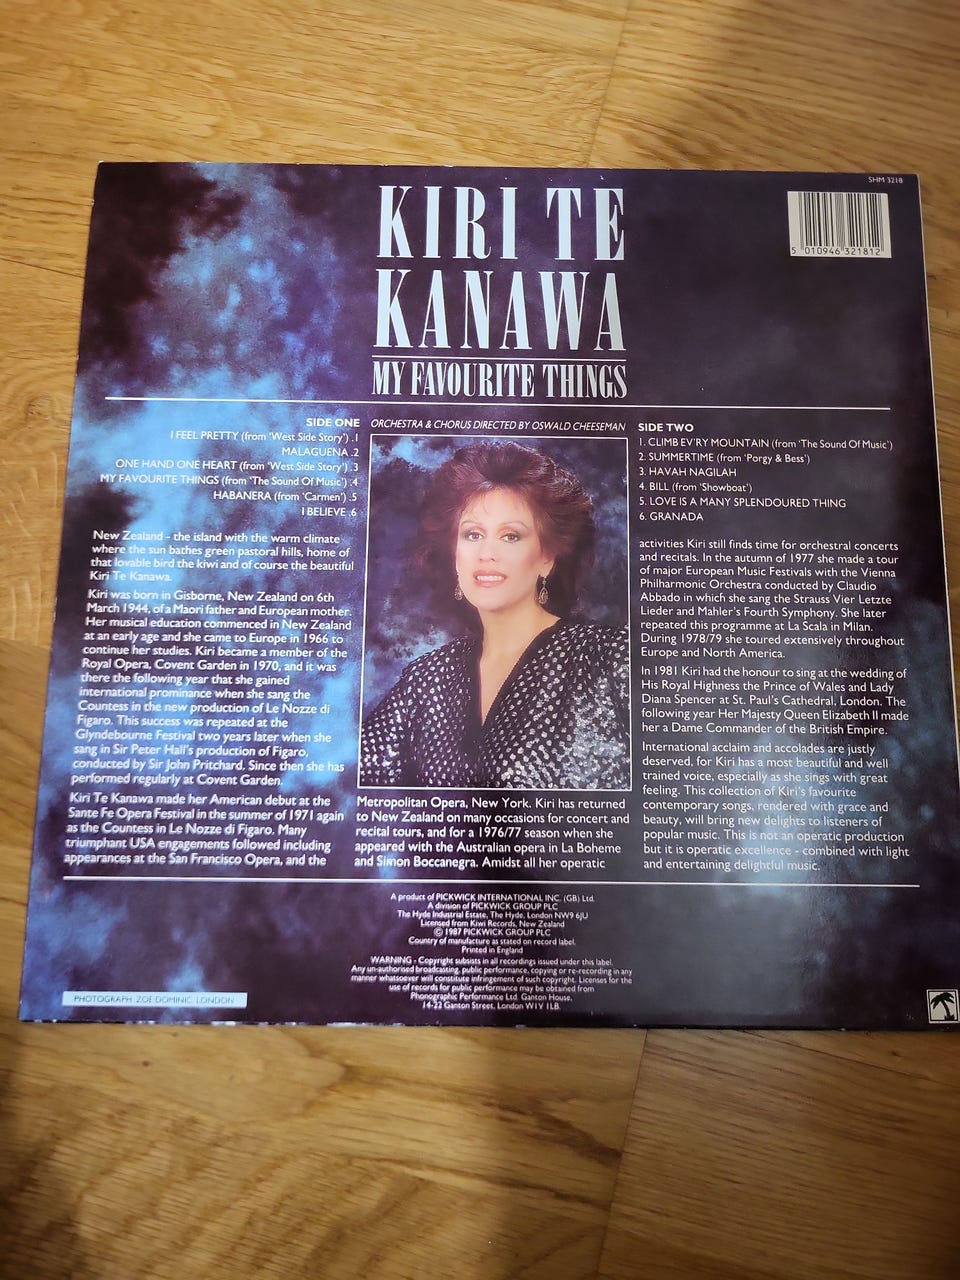 SHM 3218
5 010946 321812
KIRI TE
KANAWA
MY FAVOURITE THINGS
SIDE ONE
I FEEL PRETTY (from 'West Side Story') .1
MALAGUENA .2
ONE HAND ONE HEART (from 'West Side Story') .3
MY FAVOURITE THINGS (from 'The Sound Of Music') .4
HABANERA (from 'Carmen') .5
I BELIEVE .6
ORCHESTRA & CHORUS DIRECTED BY OSWALD CHEESEMAN
SIDE TWO
1. CLIMB EV'RY MOUNTAIN (from 'The Sound Of Music')
2. SUMMERTIME (from 'Porgy & Bess')
3. HAVAH NAGILAH
4. BILL (from 'Showboat')
5. LOVE IS A MANY SPLENDOURED THING
6. GRANADA
New Zealand - the island with the warm climate
where the sun bathes green pastoral hills, home of
that lovable bird the kiwi and of course the beautiful
Kiri Te Kanawa.
Kiri was born in Gisborne, New Zealand on 6th
March 1944, of a Maori father and European mother.
Her musical education commenced in New Zealand
at an early age and she came to Europe in 1966 to
continue her studies. Kiri became a member of the
Royal Opera, Covent Garden in 1970, and it was
there the following year that she gained
international prominance when she sang the
Countess in the new production of Le Nozze di
Figaro. This success was repeated at the
Glyndebourne Festival two years later when she
sang in Sir Peter Hall's production of Figaro,
conducted by Sir John Pritchard. Since then she has
performed regularly at Covent Garden.
Kiri Te Kanawa made her American debut at the
Sante Fe Opera Festival in the summer of 1971 again
as the Countess in Le Nozze di Figaro. Many
triumphant USA engagements followed including
appearances at the San Francisco Opera, and the
Metropolitan Opera, New York. Kiri has returned
to New Zealand on many occasions for concert and
recital tours, and for a 1976/77 season when she
appeared with the Australian opera in La Boheme
and Simon Boccanegra. Amidst all her operatic
activities Kiri still finds time for orchestral concerts
and recitals. In the autumn of 1977 she made a tour
of major European Music Festivals with the Vienna
Philharmonic Orchestra conducted by Claudio
Abbado in which she sang the Strauss Vier Letzte
Lieder and Mahler's Fourth Symphony. She later
repeated this programme at La Scala in Milan.
During 1978/79 she toured extensively throughout
Europe and North America.
In 1981 Kiri had the honour to sing at the wedding of
His Royal Highness the Prince of Wales and Lady
Diana Spencer at St. Paul's Cathedral, London. The
following year Her Majesty Queen Elizabeth II made
her a Dame Commander of the British Empire.
International acclaim and accolades are justly
deserved, for Kiri has a most beautiful and well
trained voice, especially as she sings with great
feeling. This collection of Kiri's favourite
contemporary songs, rendered with grace and
beauty, will bring new delights to listeners of
popular music. This is not an operatic production
but it is operatic excellence - combined with light
and entertaining delightful music.
A product of PICKWICK INTERNATIONAL INC. (GB) Ltd.
A division of PICKWICK GROUP PLC
The Hyde Industrial Estate, The Hyde, London NW9 6JU
Licensed from Kiwi Records, New Zealand
© 1987 PICKWICK GROUP PLC
Country of manufacture as stated on record label.
Printed in England
WARNING - Copyright subsists in all recordings issued under this label.
Any un-authorised broadcasting, public performance, copying or re-recording in any
manner whatsoever will constitute infringement of such copyright. Licenses for the
use of records for public performance may be obtained from
Phonographic Performance Ltd. Ganton House,
14-22 Ganton Street, London W1V 1LB.
PHOTOGRAPH: ZOË DOMINIC, LONDON